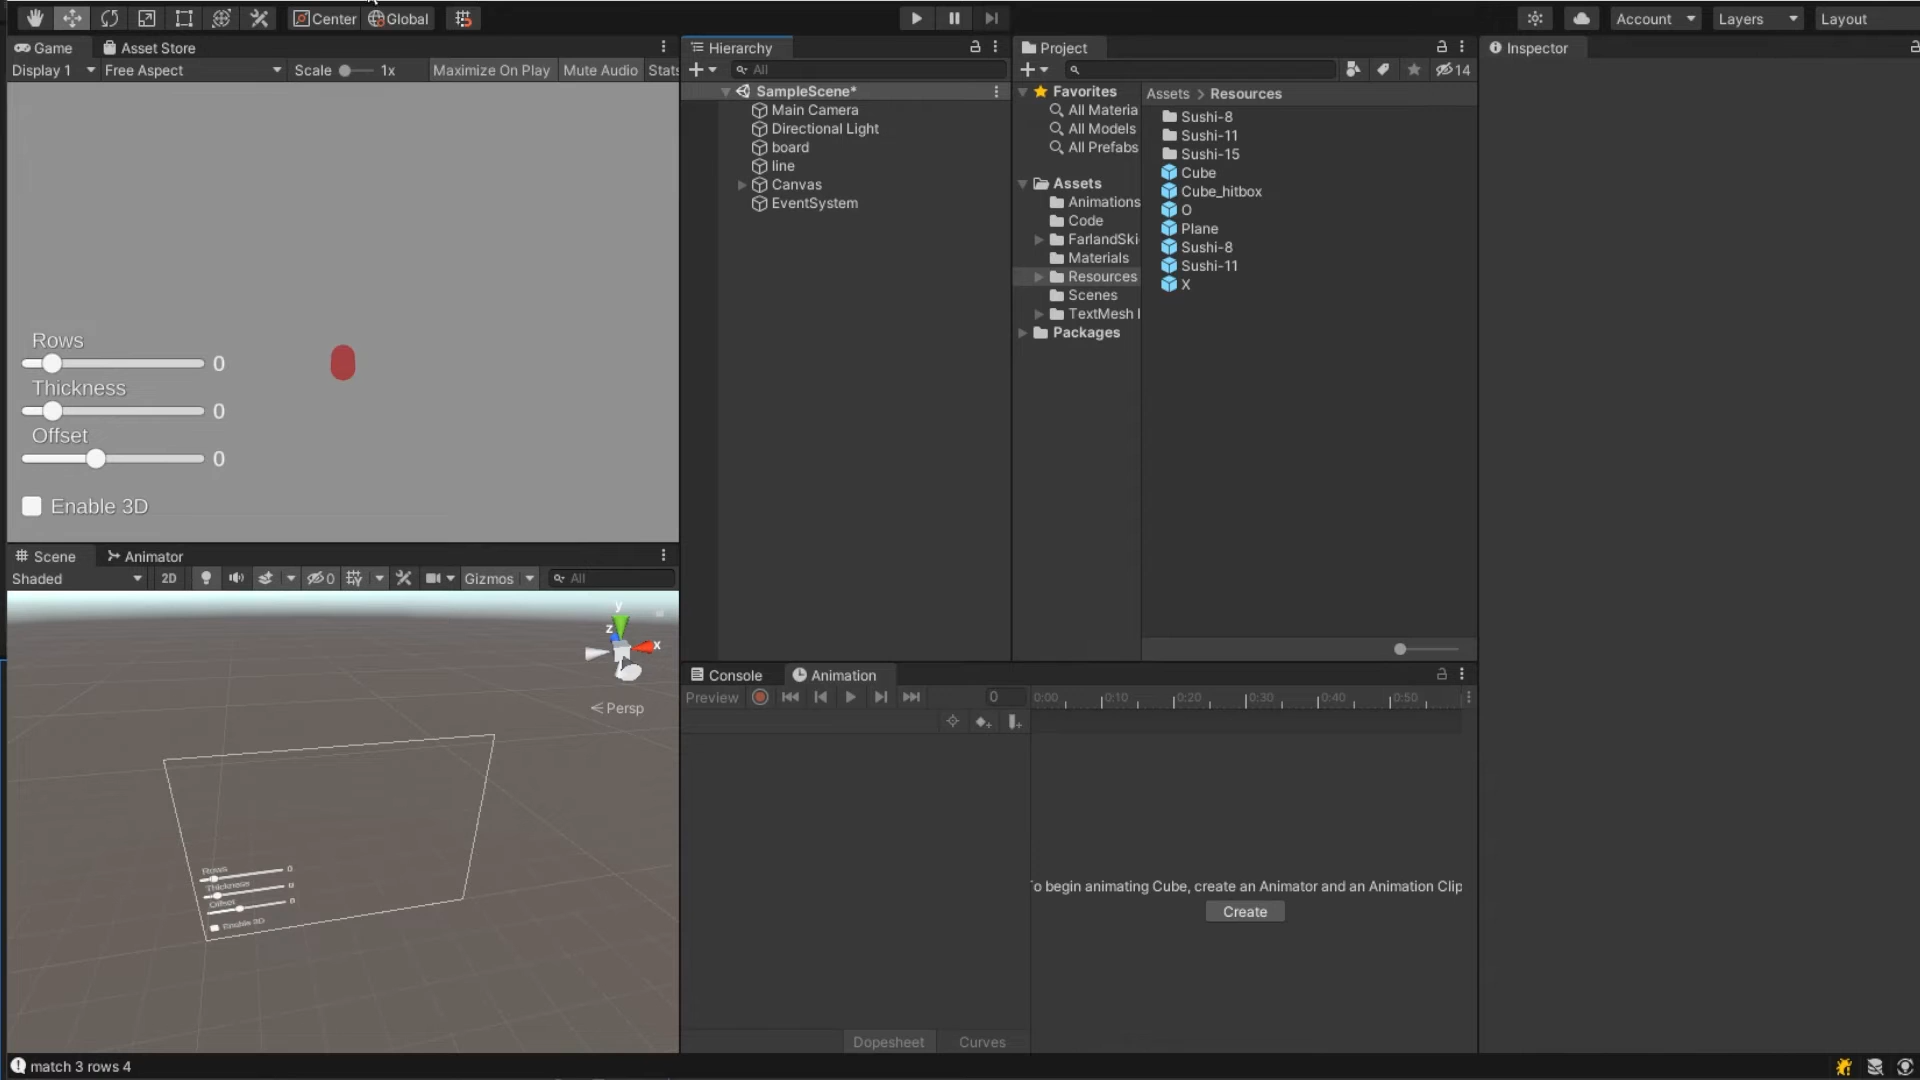 Center Global Account Layers Layout
Game Asset Store
Display 1 Free Aspect Scale 1x Maximize On Play Mute Audio Stats
Rows
0
Thickness
0
Offset
0
Enable 3D
Scene Animator
Shaded 2D 0 Gizmos All
y
z
x
Persp
Rows 0
Thickness 0
Offset 0
Enable 3D
Hierarchy
All
SampleScene*
Main Camera
Directional Light
board
line
Canvas
EventSystem
Project
14
Favorites
All Materia
All Models
All Prefabs
Assets
Animations
Code
FarlandSki
Materials
Resources
Scenes
TextMesh
Packages
Assets > Resources
Sushi-8
Sushi-11
Sushi-15
Cube
Cube_hitbox
O
Plane
Sushi-8
Sushi-11
X
Inspector
Console Animation
Preview 0 0:00 0:10 0:20 0:30 0:40 0:50
To begin animating Cube, create an Animator and an Animation Clip
Create
Dopesheet Curves
match 3 rows 4